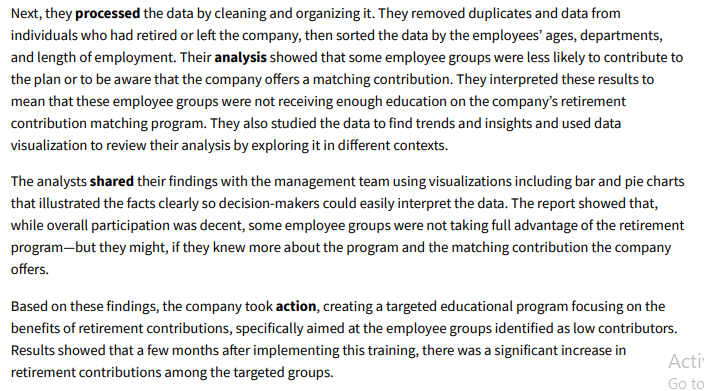 Next, they processed the data by cleaning and organizing it. They removed duplicates and data from
individuals who had retired or left the company, then sorted the data by the employees’ ages, departments,
and length of employment. Their analysis showed that some employee groups were less likely to contribute to
the plan or to be aware that the company offers a matching contribution. They interpreted these results to
mean that these employee groups were not receiving enough education on the company’s retirement
contribution matching program. They also studied the data to find trends and insights and used data
visualization to review their analysis by exploring it in different contexts.
The analysts shared their findings with the management team using visualizations including bar and pie charts
that illustrated the facts clearly so decision-makers could easily interpret the data. The report showed that,
while overall participation was decent, some employee groups were not taking full advantage of the retirement
program—but they might, if they knew more about the program and the matching contribution the company
offers.
Based on these findings, the company took action, creating a targeted educational program focusing on the
benefits of retirement contributions, specifically aimed at the employee groups identified as low contributors.
Results showed that a few months after implementing this training, there was a significant increase in
retirement contributions among the targeted groups.
Activ
Go to